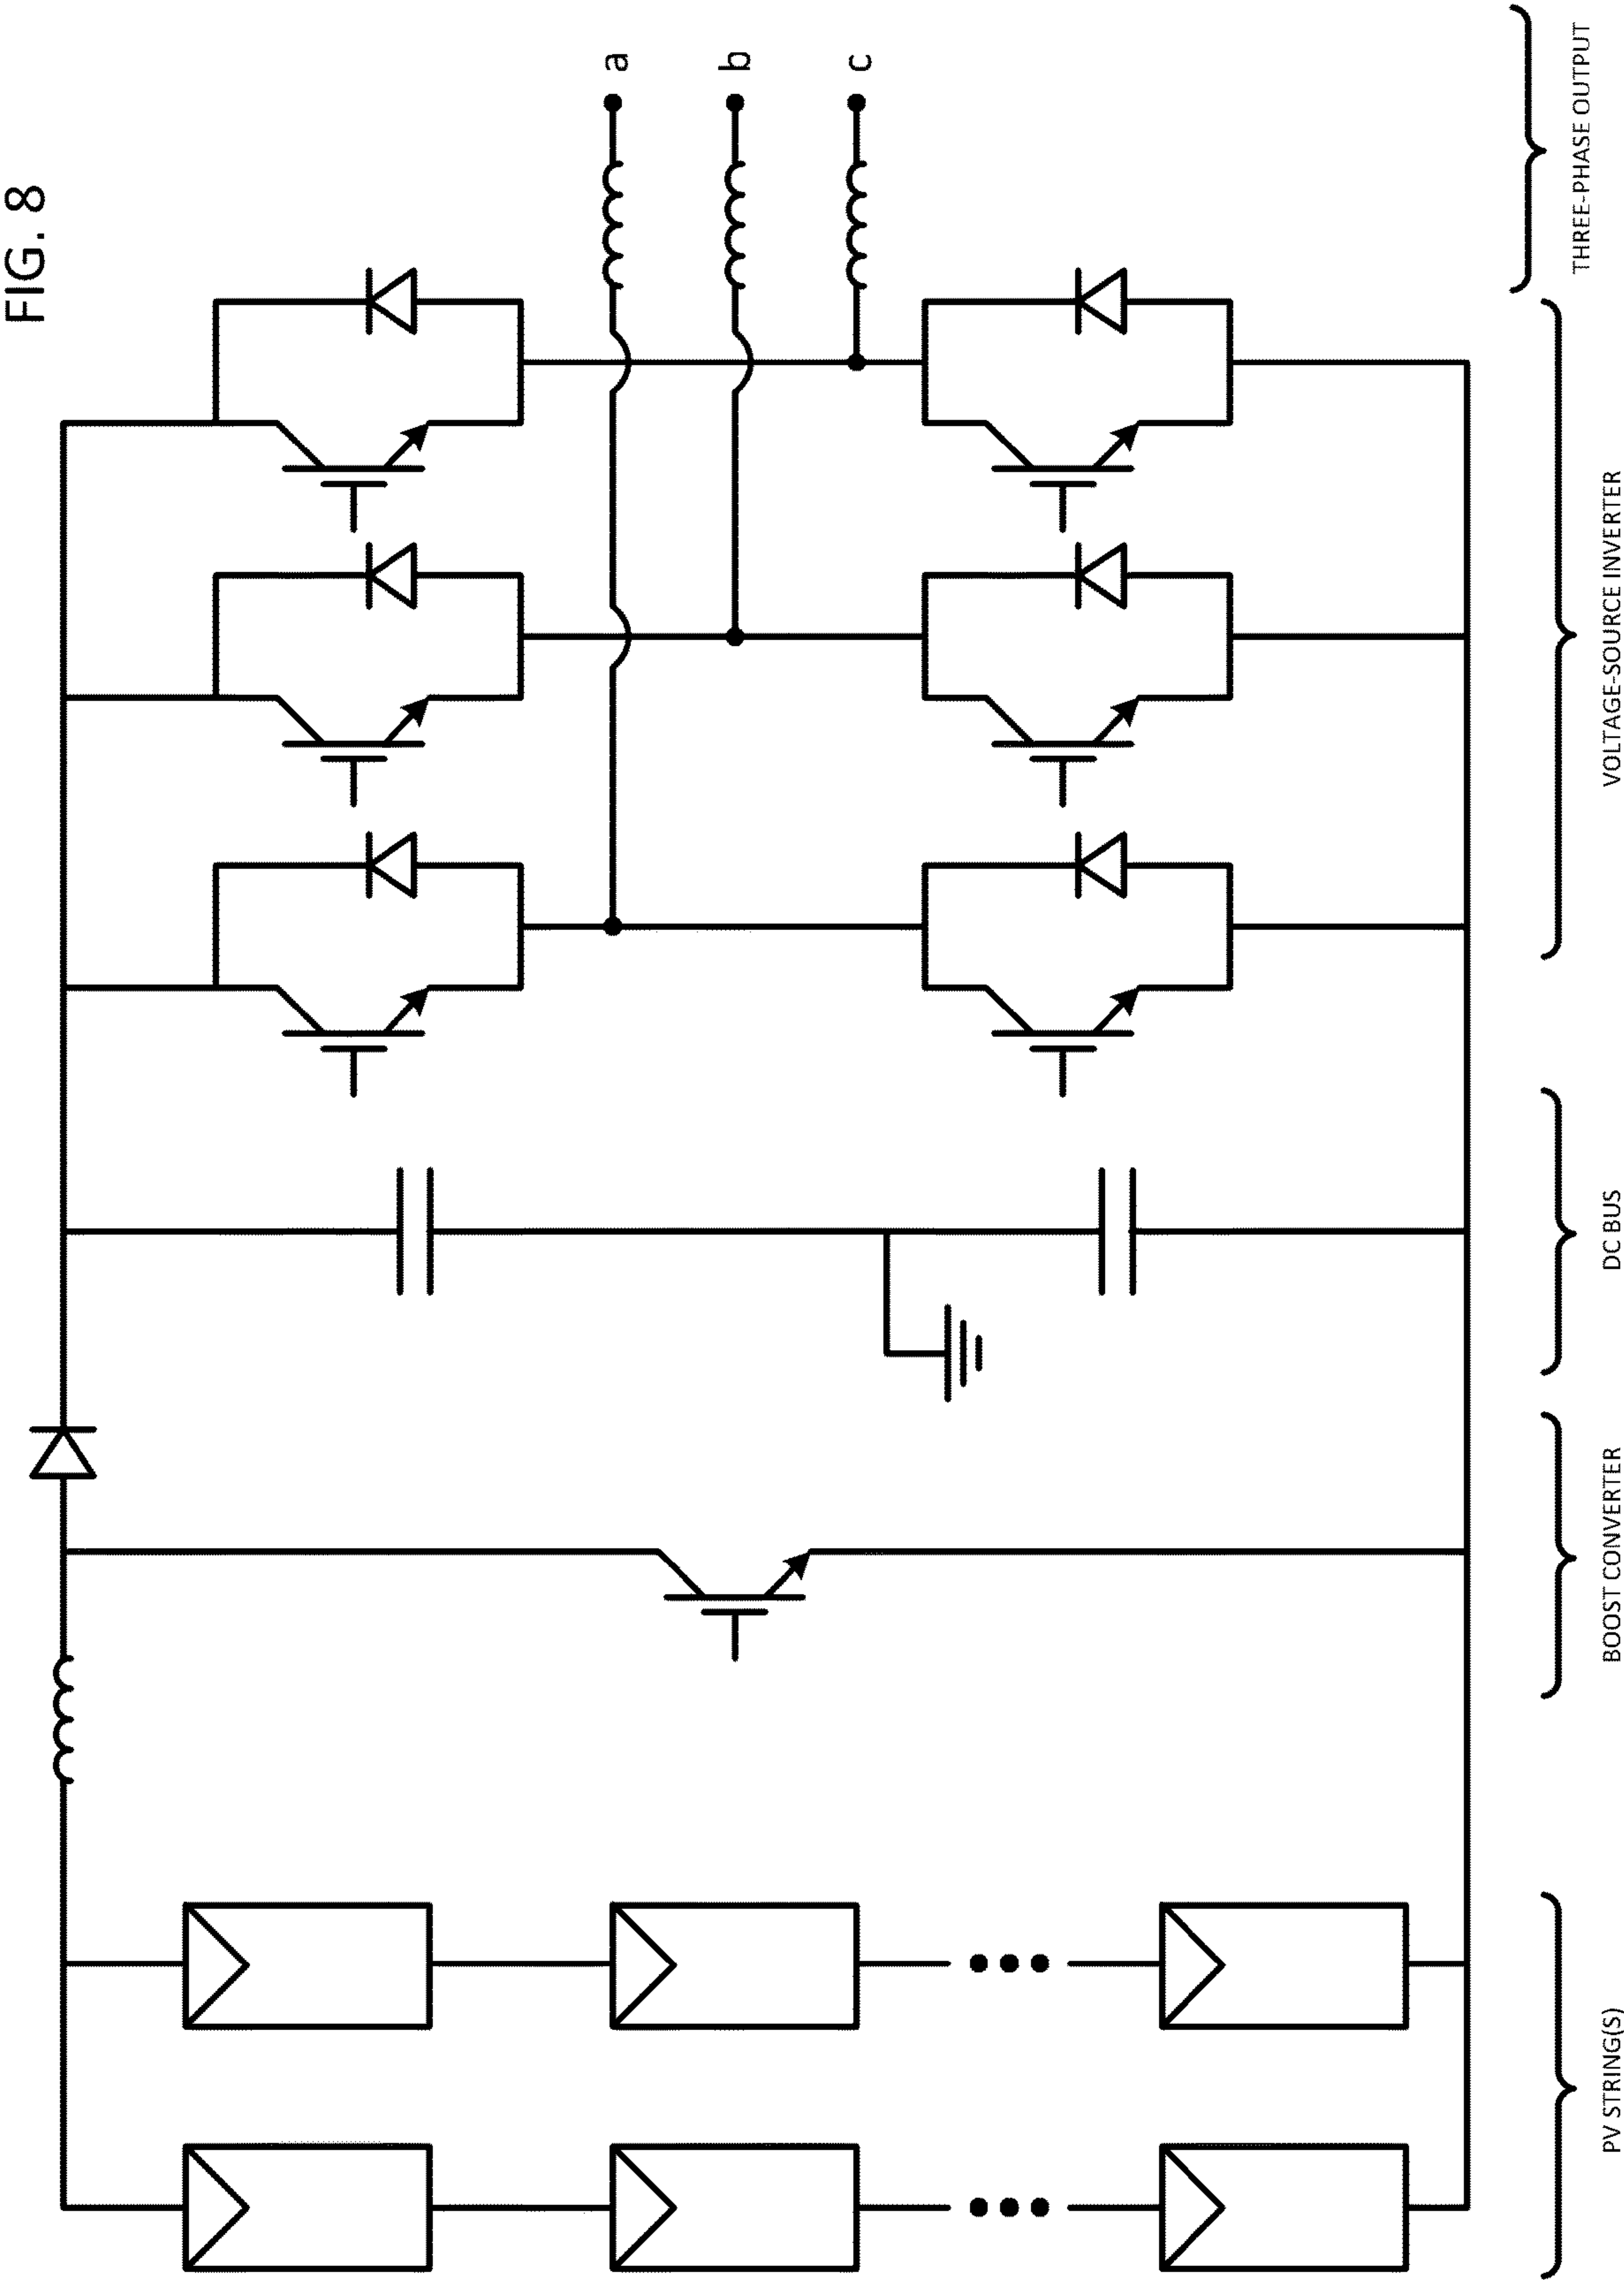 FIG. 8
a
b
c
PV STRING(S)
BOOST CONVERTER
DC BUS
VOLTAGE-SOURCE INVERTER
THREE-PHASE OUTPUT